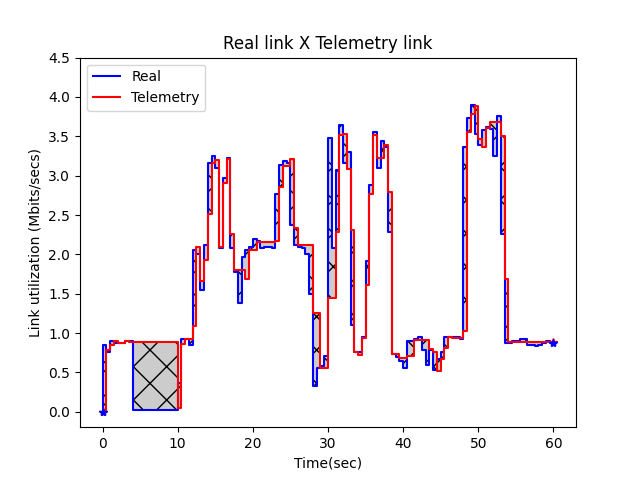 Real link X Telemetry link
Real
Telemetry
Link utilization (Mbits/secs)
4.5
4.0
3.5
3.0
2.5
2.0
1.5
1.0
0.5
0.0
0 10 20 30 40 50 60
Time(sec)